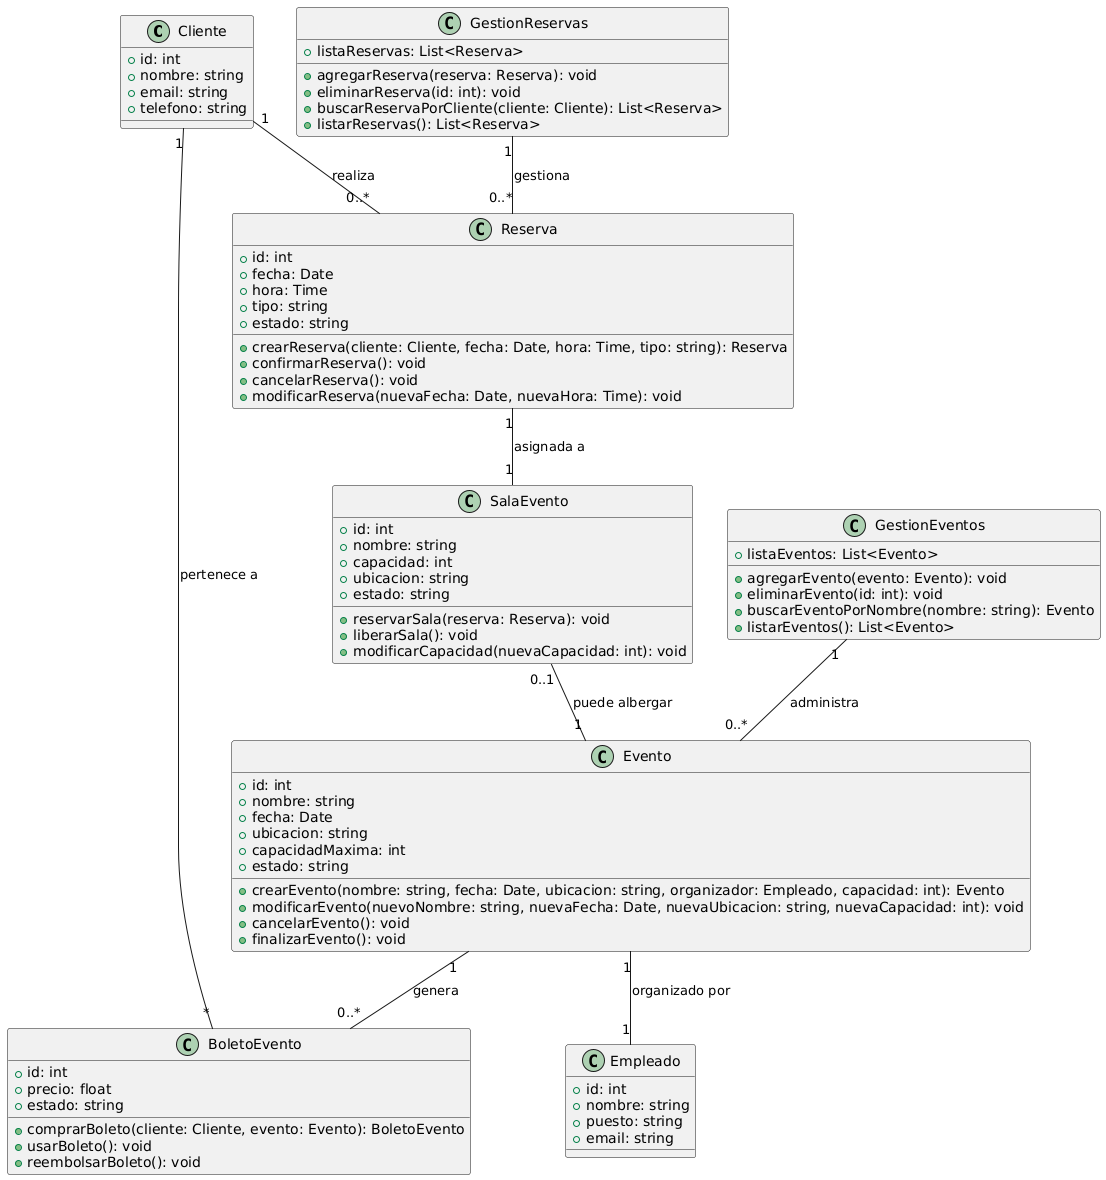 C Cliente
id: int
nombre: string
email: string
telefono: string
C GestionReservas
listaReservas: List<Reserva>
agregarReserva(reserva: Reserva): void
eliminarReserva(id: int): void
buscarReservaPorCliente(cliente: Cliente): List<Reserva>
listarReservas(): List<Reserva>
1
1
1
realiza
gestiona
0..*
0..*
C Reserva
id: int
fecha: Date
hora: Time
tipo: string
estado: string
crearReserva(cliente: Cliente, fecha: Date, hora: Time, tipo: string): Reserva
confirmarReserva(): void
cancelarReserva(): void
modificarReserva(nuevaFecha: Date, nuevaHora: Time): void
1
asignada a
1
C SalaEvento
id: int
nombre: string
capacidad: int
ubicacion: string
estado: string
reservarSala(reserva: Reserva): void
liberarSala(): void
modificarCapacidad(nuevaCapacidad: int): void
C GestionEventos
listaEventos: List<Evento>
agregarEvento(evento: Evento): void
eliminarEvento(id: int): void
buscarEventoPorNombre(nombre: string): Evento
listarEventos(): List<Evento>
pertenece a
0..1
puede albergar
1
1
administra
0..*
C Evento
id: int
nombre: string
fecha: Date
ubicacion: string
capacidadMaxima: int
estado: string
crearEvento(nombre: string, fecha: Date, ubicacion: string, organizador: Empleado, capacidad: int): Evento
modificarEvento(nuevoNombre: string, nuevaFecha: Date, nuevaUbicacion: string, nuevaCapacidad: int): void
cancelarEvento(): void
finalizarEvento(): void
1
genera
0..*
*
1
organizado por
1
C BoletoEvento
id: int
precio: float
estado: string
comprarBoleto(cliente: Cliente, evento: Evento): BoletoEvento
usarBoleto(): void
reembolsarBoleto(): void
C Empleado
id: int
nombre: string
puesto: string
email: string